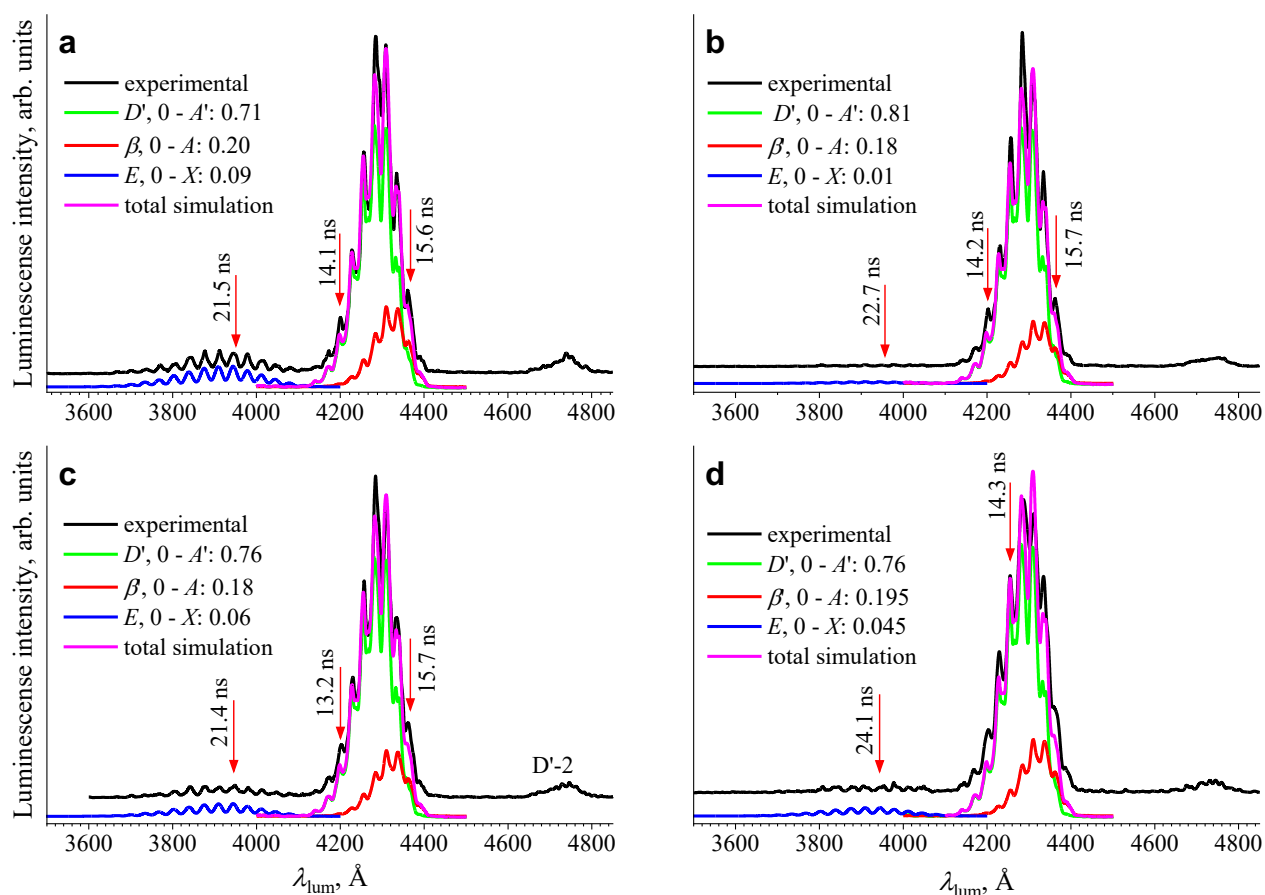 Luminescense intensity, arb. units
a
experimental
D', 0 - A': 0.71
β, 0 - A: 0.20
E, 0 - X: 0.09
total simulation
21.5 ns
14.1 ns
15.6 ns
3600 3800 4000 4200 4400 4600 4800
b
experimental
D', 0 - A': 0.81
β, 0 - A: 0.18
E, 0 - X: 0.01
total simulation
22.7 ns
14.2 ns
15.7 ns
3600 3800 4000 4200 4400 4600 4800
Luminescense intensity, arb. units
c
experimental
D', 0 - A': 0.76
β, 0 - A: 0.18
E, 0 - X: 0.06
total simulation
21.4 ns
13.2 ns
15.7 ns
D'-2
3600 3800 4000 4200 4400 4600 4800
λlum, Å
d
experimental
D', 0 - A': 0.76
β, 0 - A: 0.195
E, 0 - X: 0.045
total simulation
24.1 ns
14.3 ns
3600 3800 4000 4200 4400 4600 4800
λlum, Å